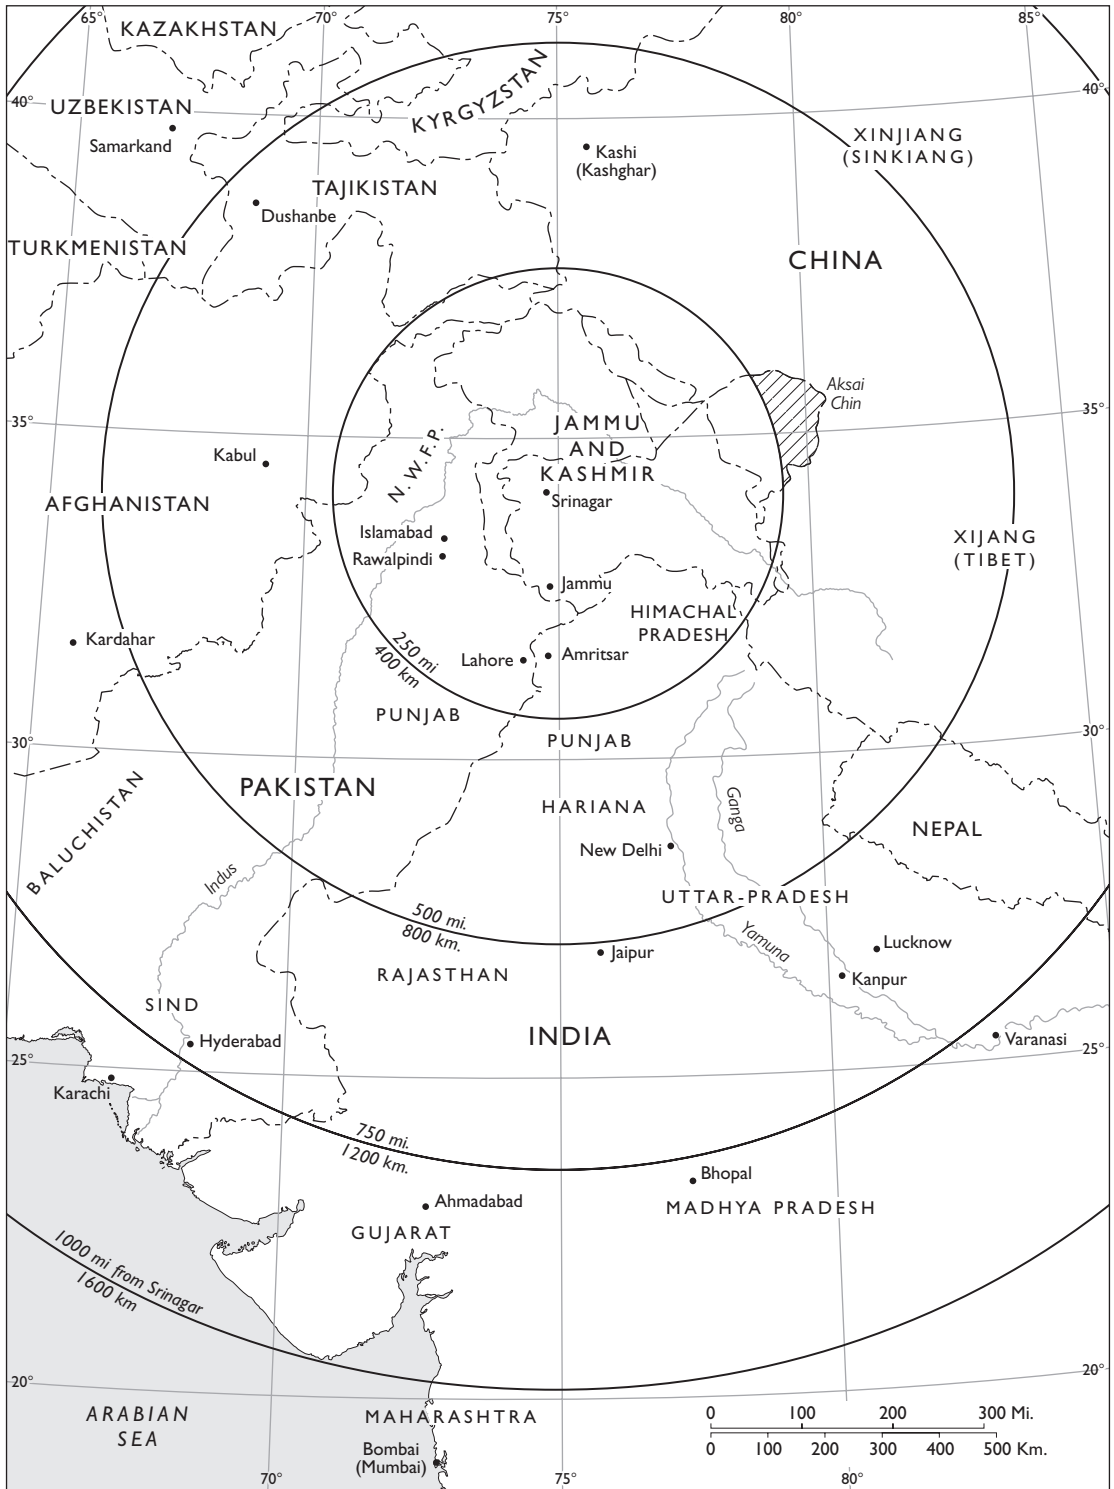 65°
70°
75°
80°
85°
KAZAKHSTAN
40°
UZBEKISTAN
KYRGYZSTAN
40°
Samarkand
Kashi
(Kashghar)
XINJIANG
(SINKIANG)
TAJIKISTAN
Dushanbe
TURKMENISTAN
CHINA
Aksai
Chin
35°
35°
JAMMU
AND
KASHMIR
N.W.F.P.
Kabul
Srinagar
AFGHANISTAN
Islamabad
Rawalpindi
XIJANG
(TIBET)
Jammu
HIMACHAL
PRADESH
Kardahar
250 mi
400 km
Lahore
Amritsar
PUNJAB
PUNJAB
30°
30°
PAKISTAN
BALUCHISTAN
HARIANA
Ganga
NEPAL
New Delhi
Indus
UTTAR-PRADESH
500 mi.
800 km.
Yamuna
Lucknow
Jaipur
RAJASTHAN
Kanpur
SIND
INDIA
Hyderabad
Varanasi
25°
25°
Karachi
750 mi.
1200 km.
Bhopal
Ahmadabad
MADHYA PRADESH
GUJARAT
1000 mi from Srinagar
1600 km
20°
20°
ARABIAN
SEA
MAHARASHTRA
0 100 200 300 Mi.
0 100 200 300 400 500 Km.
Bombai
(Mumbai)
70°
75°
80°